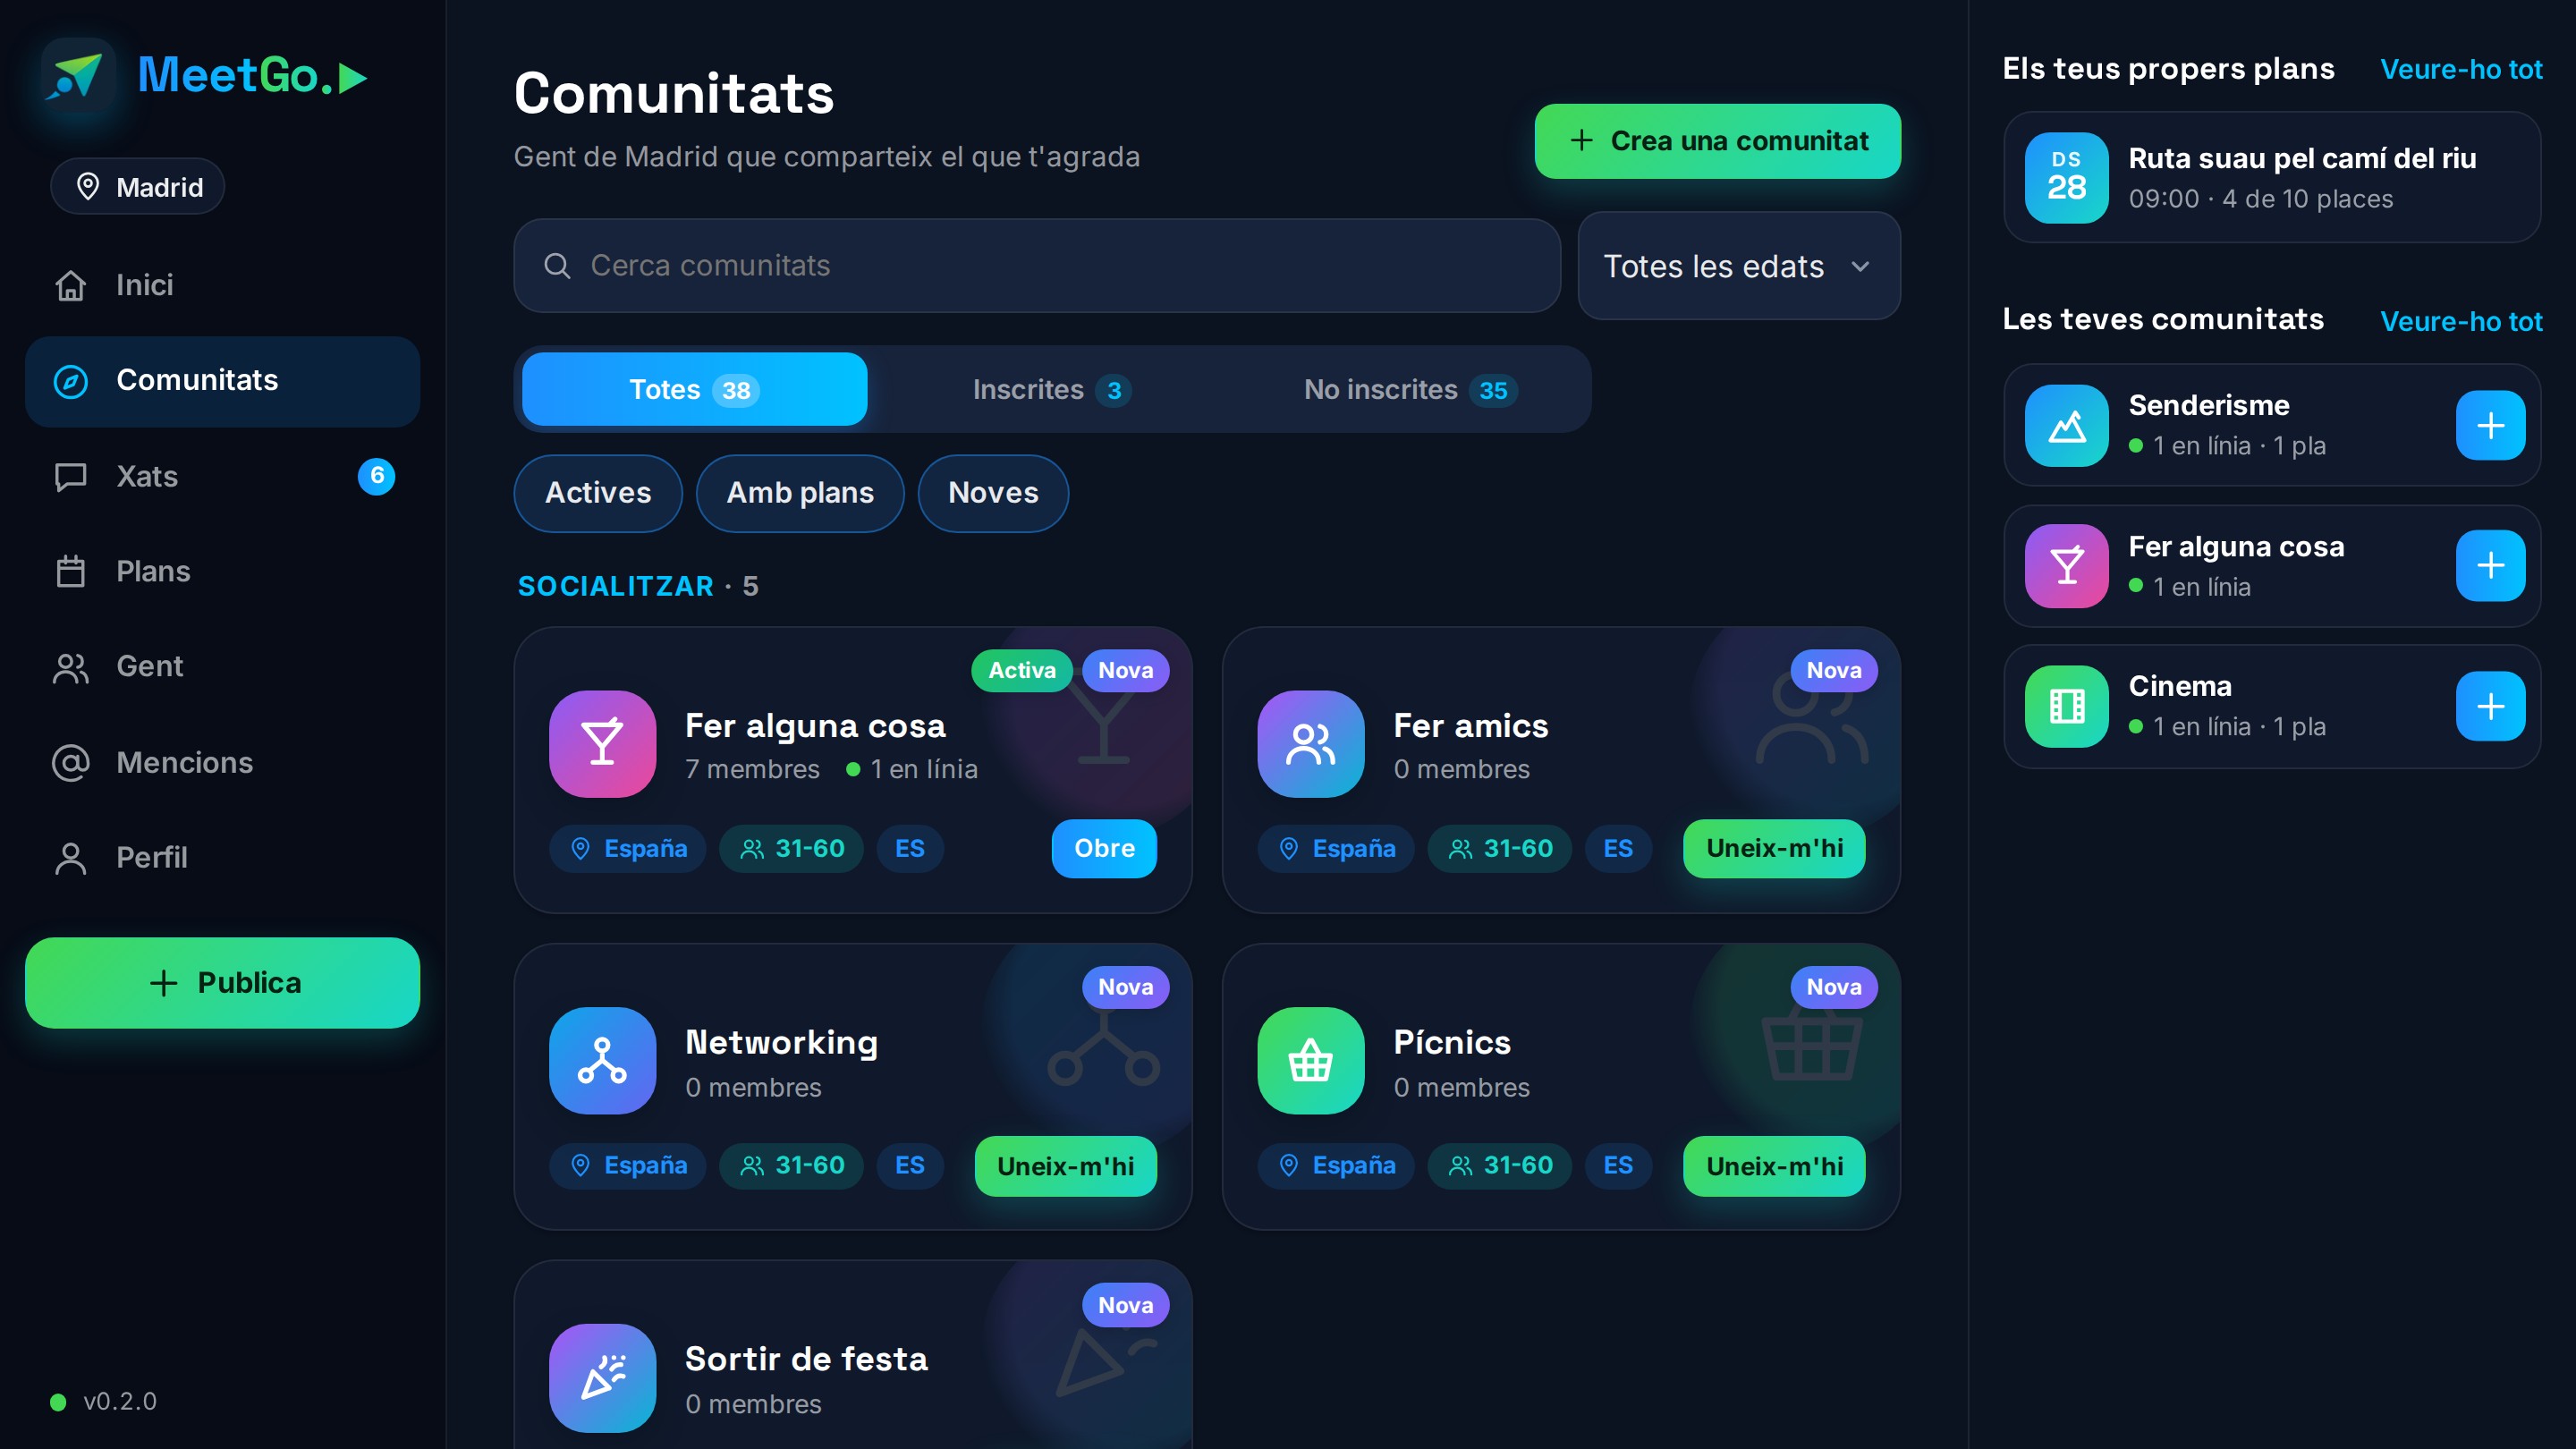 MeetGo.
Madrid
Inici
Comunitats
Xats 6
Plans
Gent
Mencions
Perfil
+ Publica
v0.2.0
Comunitats
Gent de Madrid que comparteix el que t'agrada
+ Crea una comunitat
Cerca comunitats
Totes les edats
Totes 38
Inscrites 3
No inscrites 35
Actives
Amb plans
Noves
SOCIALITZAR · 5
Activa
Nova
Fer alguna cosa
7 membres 1 en línia
España
31-60
ES
Obre
Nova
Fer amics
0 membres
España
31-60
ES
Uneix-m'hi
Nova
Networking
0 membres
España
31-60
ES
Uneix-m'hi
Nova
Pícnics
0 membres
España
31-60
ES
Uneix-m'hi
Nova
Sortir de festa
0 membres
Els teus propers plans
Veure-ho tot
DS
28
Ruta suau pel camí del riu
09:00 · 4 de 10 places
Les teves comunitats
Veure-ho tot
Senderisme
1 en línia · 1 pla
Fer alguna cosa
1 en línia
Cinema
1 en línia · 1 pla